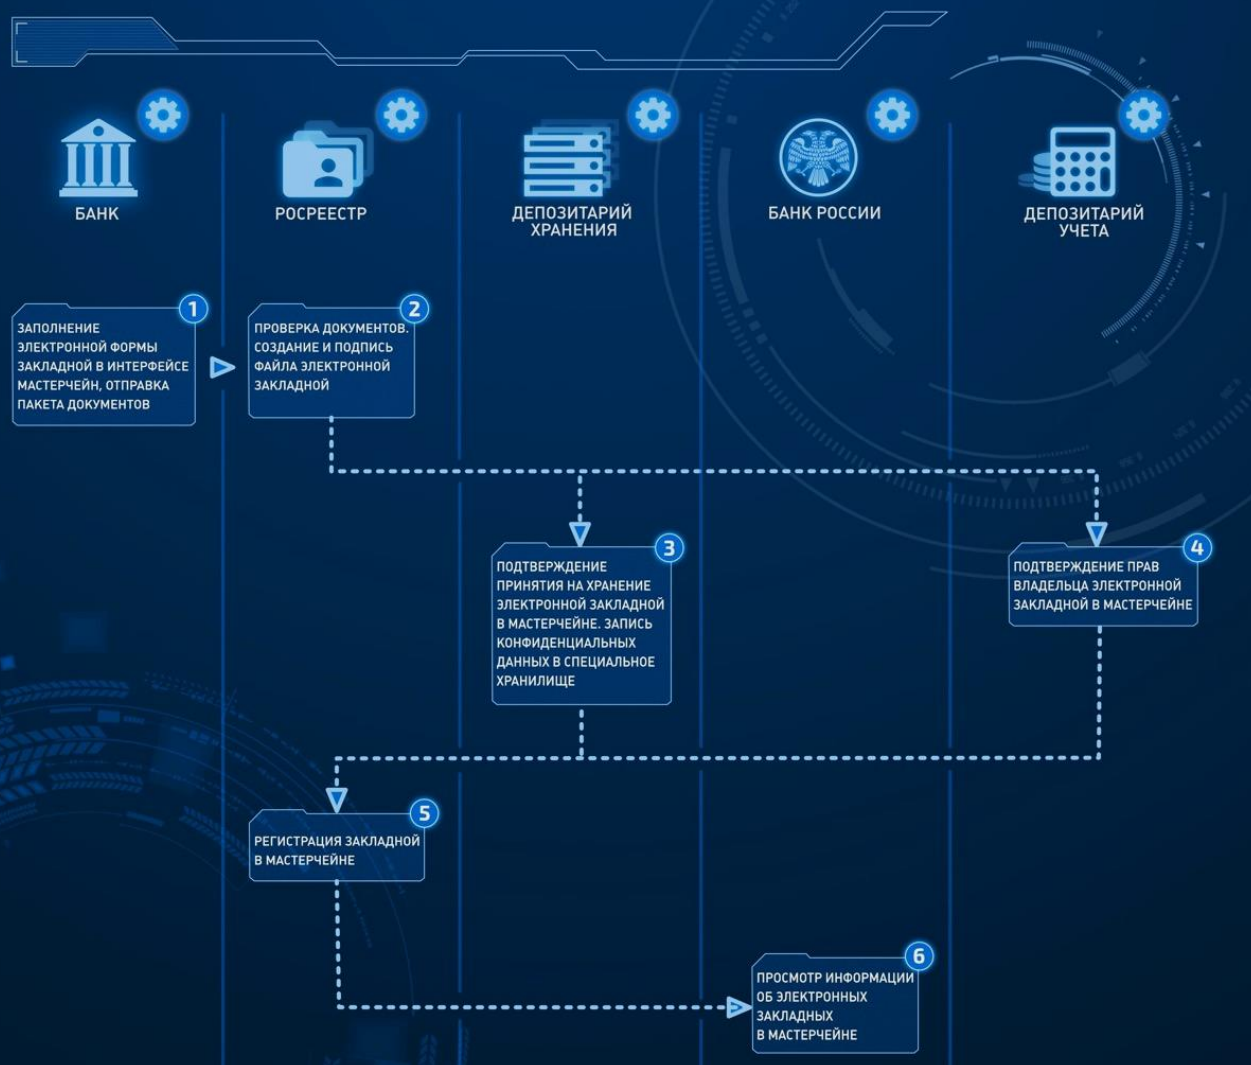 БАНК
РОСРЕЕСТР
ДЕПОЗИТАРИЙ
ХРАНЕНИЯ
БАНК РОССИИ
ДЕПОЗИТАРИЙ
УЧЕТА
1
ЗАПОЛНЕНИЕ
ЭЛЕКТРОННОЙ ФОРМЫ
ЗАКЛАДНОЙ В ИНТЕРФЕЙСЕ
МАСТЕРЧЕЙН, ОТПРАВКА
ПАКЕТА ДОКУМЕНТОВ
2
ПРОВЕРКА ДОКУМЕНТОВ.
СОЗДАНИЕ И ПОДПИСЬ
ФАЙЛА ЭЛЕКТРОННОЙ
ЗАКЛАДНОЙ
3
ПОДТВЕРЖДЕНИЕ
ПРИНЯТИЯ НА ХРАНЕНИЕ
ЭЛЕКТРОННОЙ ЗАКЛАДНОЙ
В МАСТЕРЧЕЙНЕ. ЗАПИСЬ
КОНФИДЕНЦИАЛЬНЫХ
ДАННЫХ В СПЕЦИАЛЬНОЕ
ХРАНИЛИЩЕ
4
ПОДТВЕРЖДЕНИЕ ПРАВ
ВЛАДЕЛЬЦА ЭЛЕКТРОННОЙ
ЗАКЛАДНОЙ В МАСТЕРЧЕЙНЕ
5
РЕГИСТРАЦИЯ ЗАКЛАДНОЙ
В МАСТЕРЧЕЙНЕ
6
ПРОСМОТР ИНФОРМАЦИИ
ОБ ЭЛЕКТРОННЫХ
ЗАКЛАДНЫХ
В МАСТЕРЧЕЙНЕ